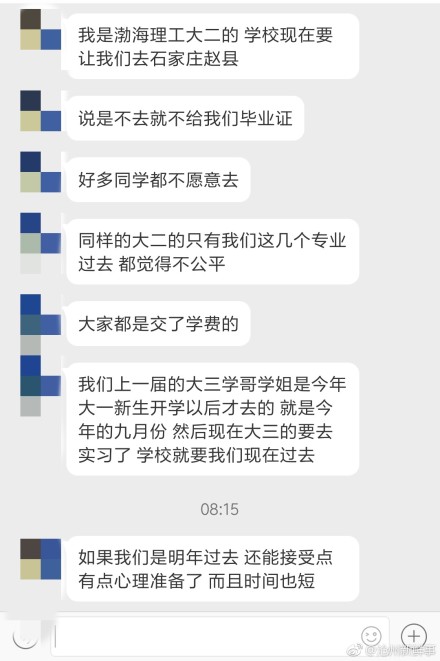 我是渤海理工大二的 学校现在要
让我们去石家庄赵县
说是不去就不给我们毕业证
好多同学都不愿意去
同样的大二的只有我们这几个专业
过去 都觉得不公平
大家都是交了学费的
我们上一届的大三学哥学姐是今年
大一新生开学以后才去的 就是今
年的九月份 然后现在大三的要去
实习了 学校就要我们现在过去
08:15
如果我们是明年过去 还能接受点
有点心理准备了 而且时间也短